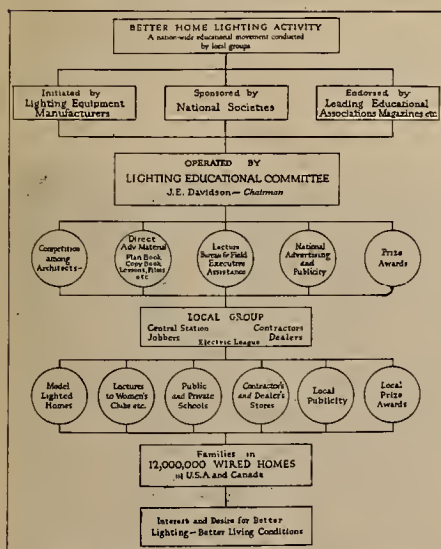 BETTER HOME LIGHTING ACTIVITY
A nation-wide educational movement conducted
by local groups
Initiated by
Lighting Equipment
Manufacturers
Sponsored by
National Societies
Endorsed by
Leading Educational
Associations Magazines etc
OPERATED BY
LIGHTING EDUCATIONAL COMMITTEE
J.E. Davidson — Chairman
Competition
among
Architects
Direct
Adv Material
Plan Book
Copy Book
Lessons, Films
etc
Lecture
Bureau & Field
Executive
Assistance
National
Advertising
and
Publicity
Prize
Awards
LOCAL GROUP
Central Station Contractors
Jobbers Dealers
Electric League
Model
Lighted
Homes
Lectures
to Women's
Clubs etc.
Public
and Private
Schools
Contractor's
and Dealer's
Stores
Local
Publicity
Local
Prize
Awards
Families in
12,000,000 WIRED HOMES
in U.S.A and Canada
Interest and Desire for Better
Lighting—Better Living Conditions